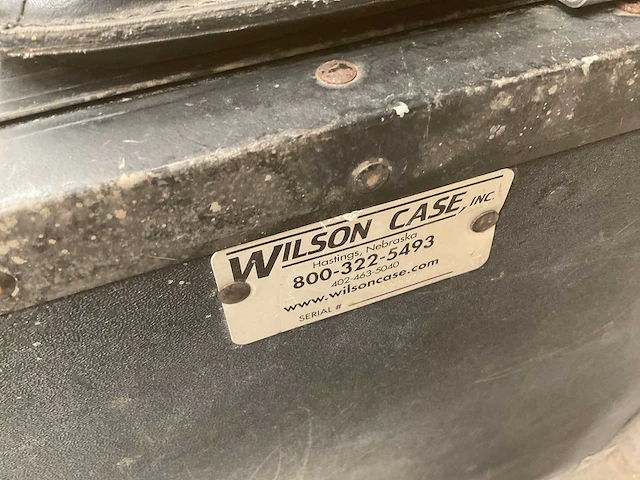 WILSON CASE, INC.
Hastings, Nebraska
800-322-5493
402-463-5040
www.wilsoncase.com
SERIAL #